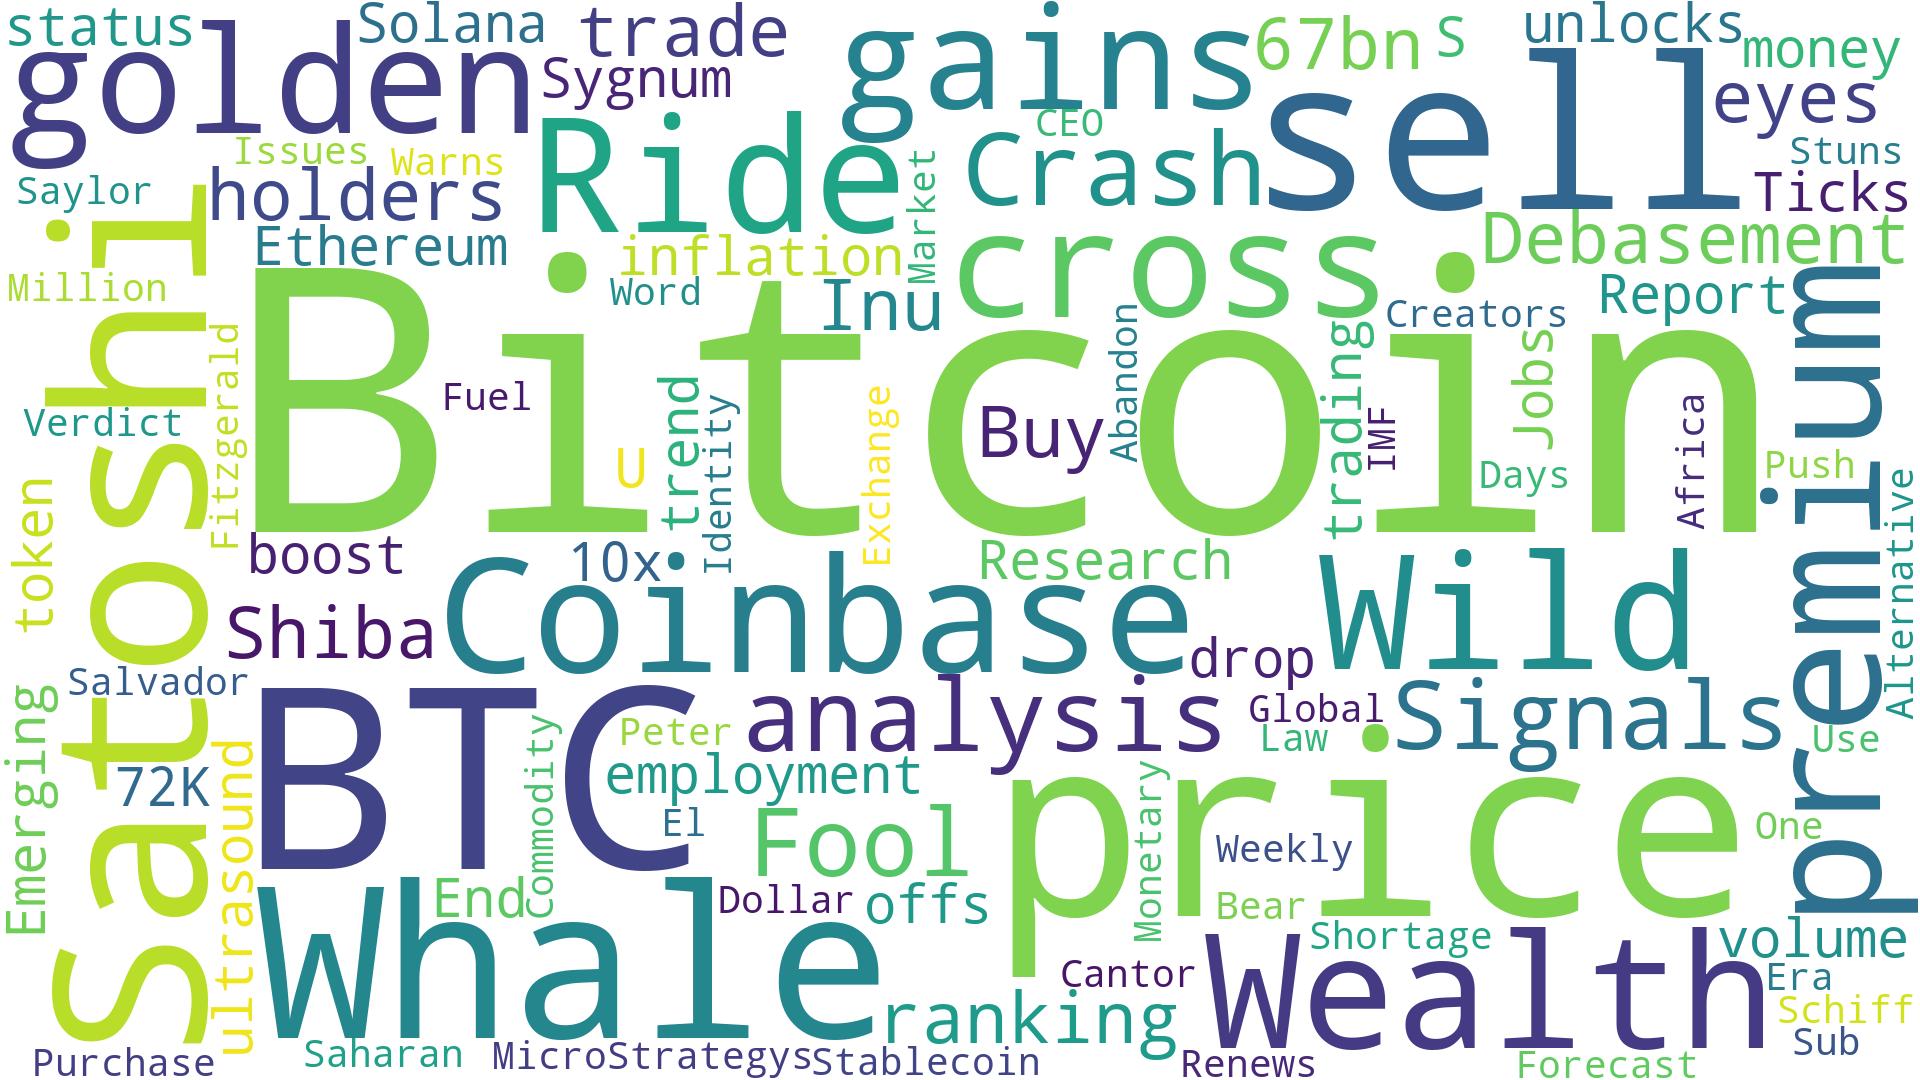 status
Solana
trade
gains
67bn
S
unlocks
money
golden
Sygnum
CEO
sell
eyes
Issues
Warns
Ride
Market
Crash
Stuns
Saylor
holders
Ticks
Ethereum
inflation
cross
Debasement
Million
Word
Inu
Creators
Report
satoshi
Bitcoin
premium
Fitzgerald
Fuel
trend
Identity
Exchange
Buy
Abandon
trading
IMF
Jobs
Africa
Verdict
U
Days
Push
token
boost
10x
Research
Alternative
Shiba
Coinbase
drop
Wild
Salvador
BTC
analysis
Global
Signals
Emerging
72K
ultrasound
Commodity
Peter
Law
Use
employment
price
El
Fool
Monetary
Weekly
One
End
Dollar
offs
Bear
Whale
Cantor
Shortage
volume
ranking
Wealth
Era
Schiff
Purchase
Saharan
MicroStrategys
Stablecoin
Renews
Forecast
Sub